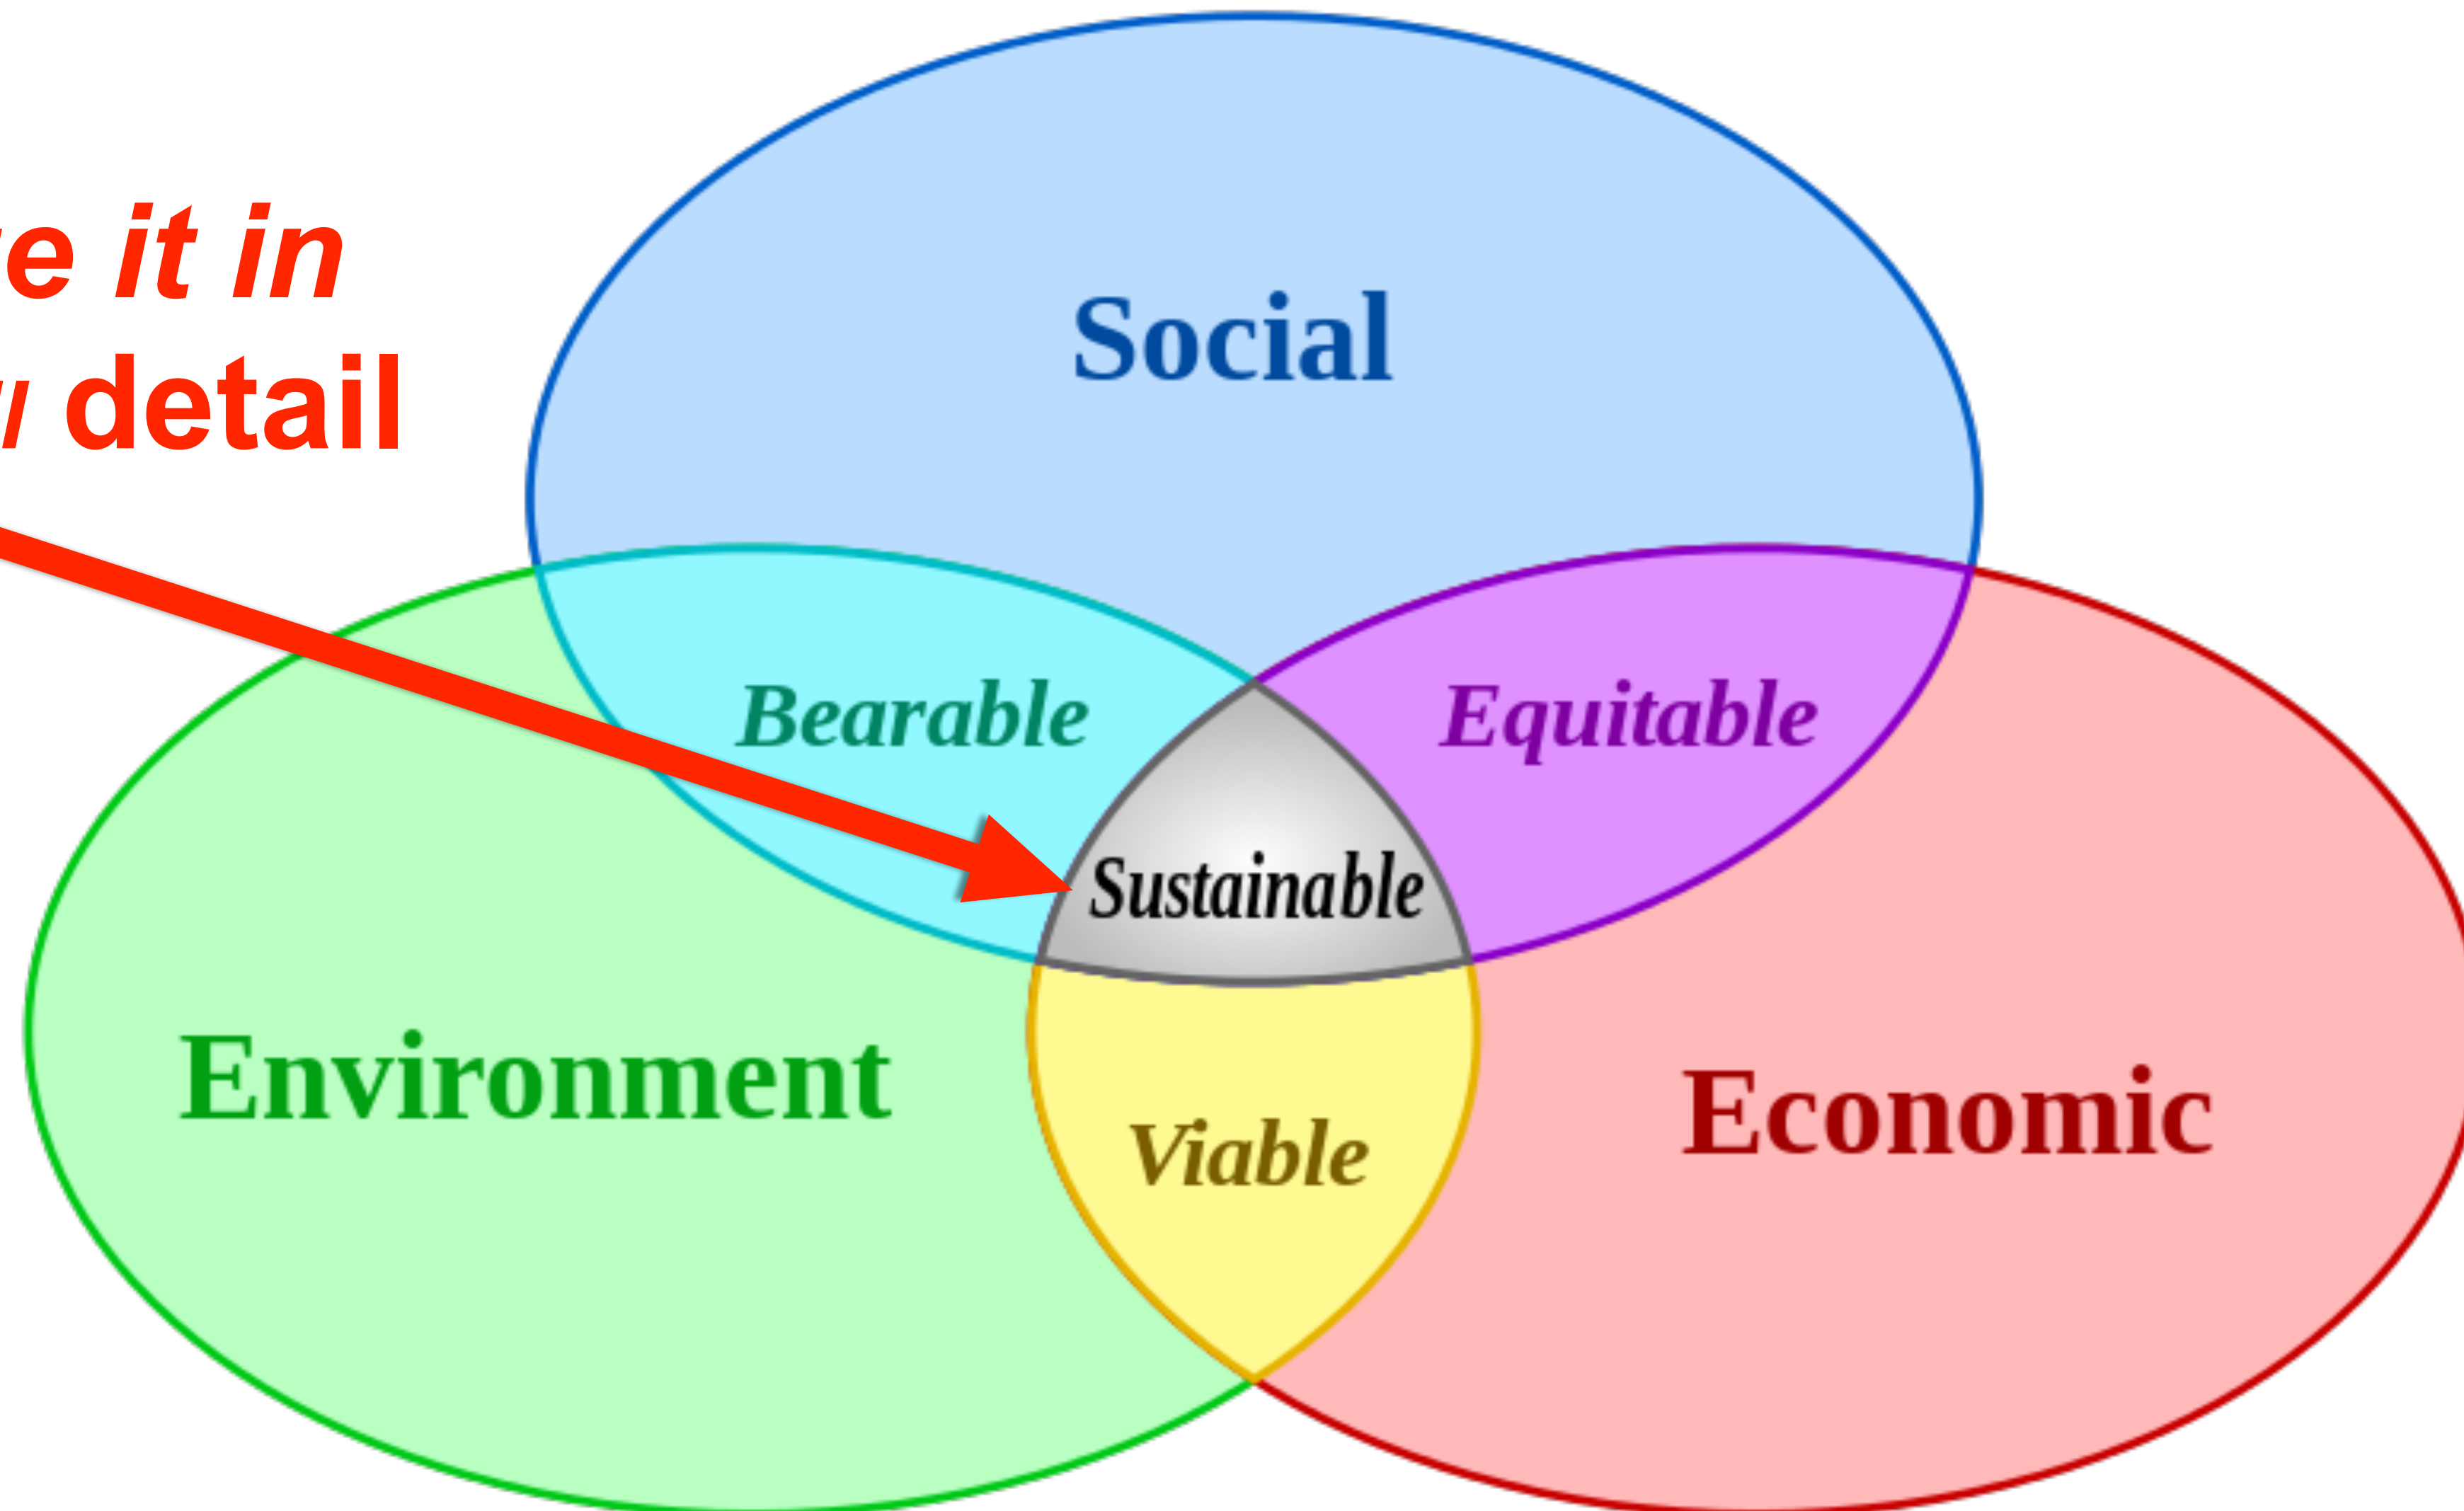 it in
detail
Social
Bearable
Equitable
Sustainable
Environment
Economic
Viable